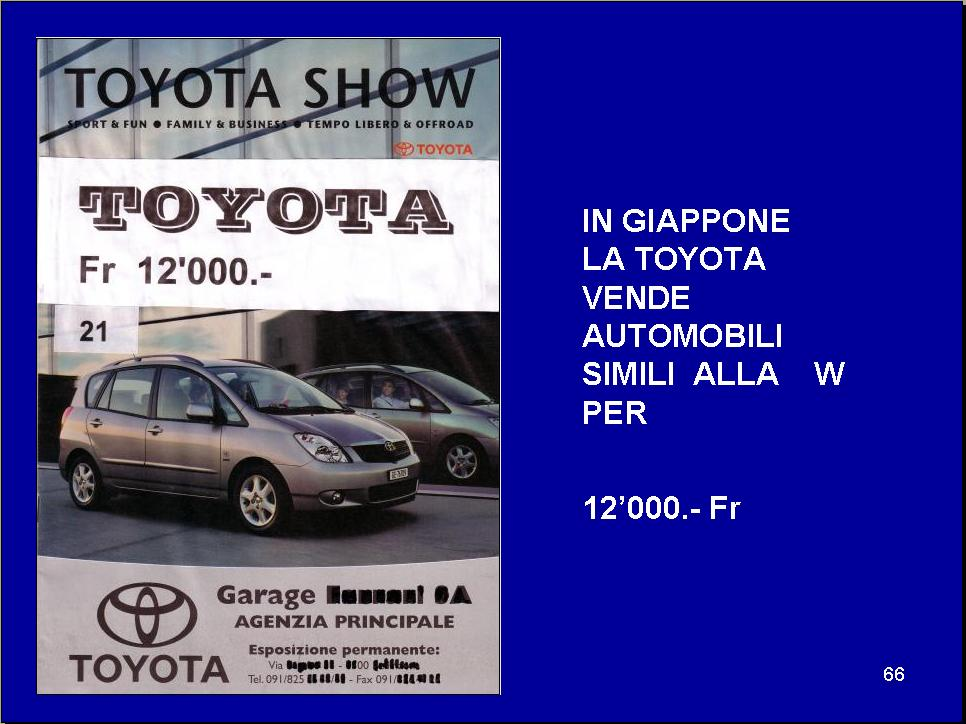 TOYOTA SHOW
SPORT & FUN ● FAMILY & BUSINESS ● TEMPO LIBERO & OFFROAD
TOYOTA
TOYOTA
Fr 12'000.-
21
Garage
AGENZIA PRINCIPALE
Esposizione permanente:
Via - 00
Tel. 091/825 - Fax 091/
TOYOTA
IN GIAPPONE
LA TOYOTA
VENDE
AUTOMOBILI
SIMILI ALLA W
PER
12’000.- Fr
66